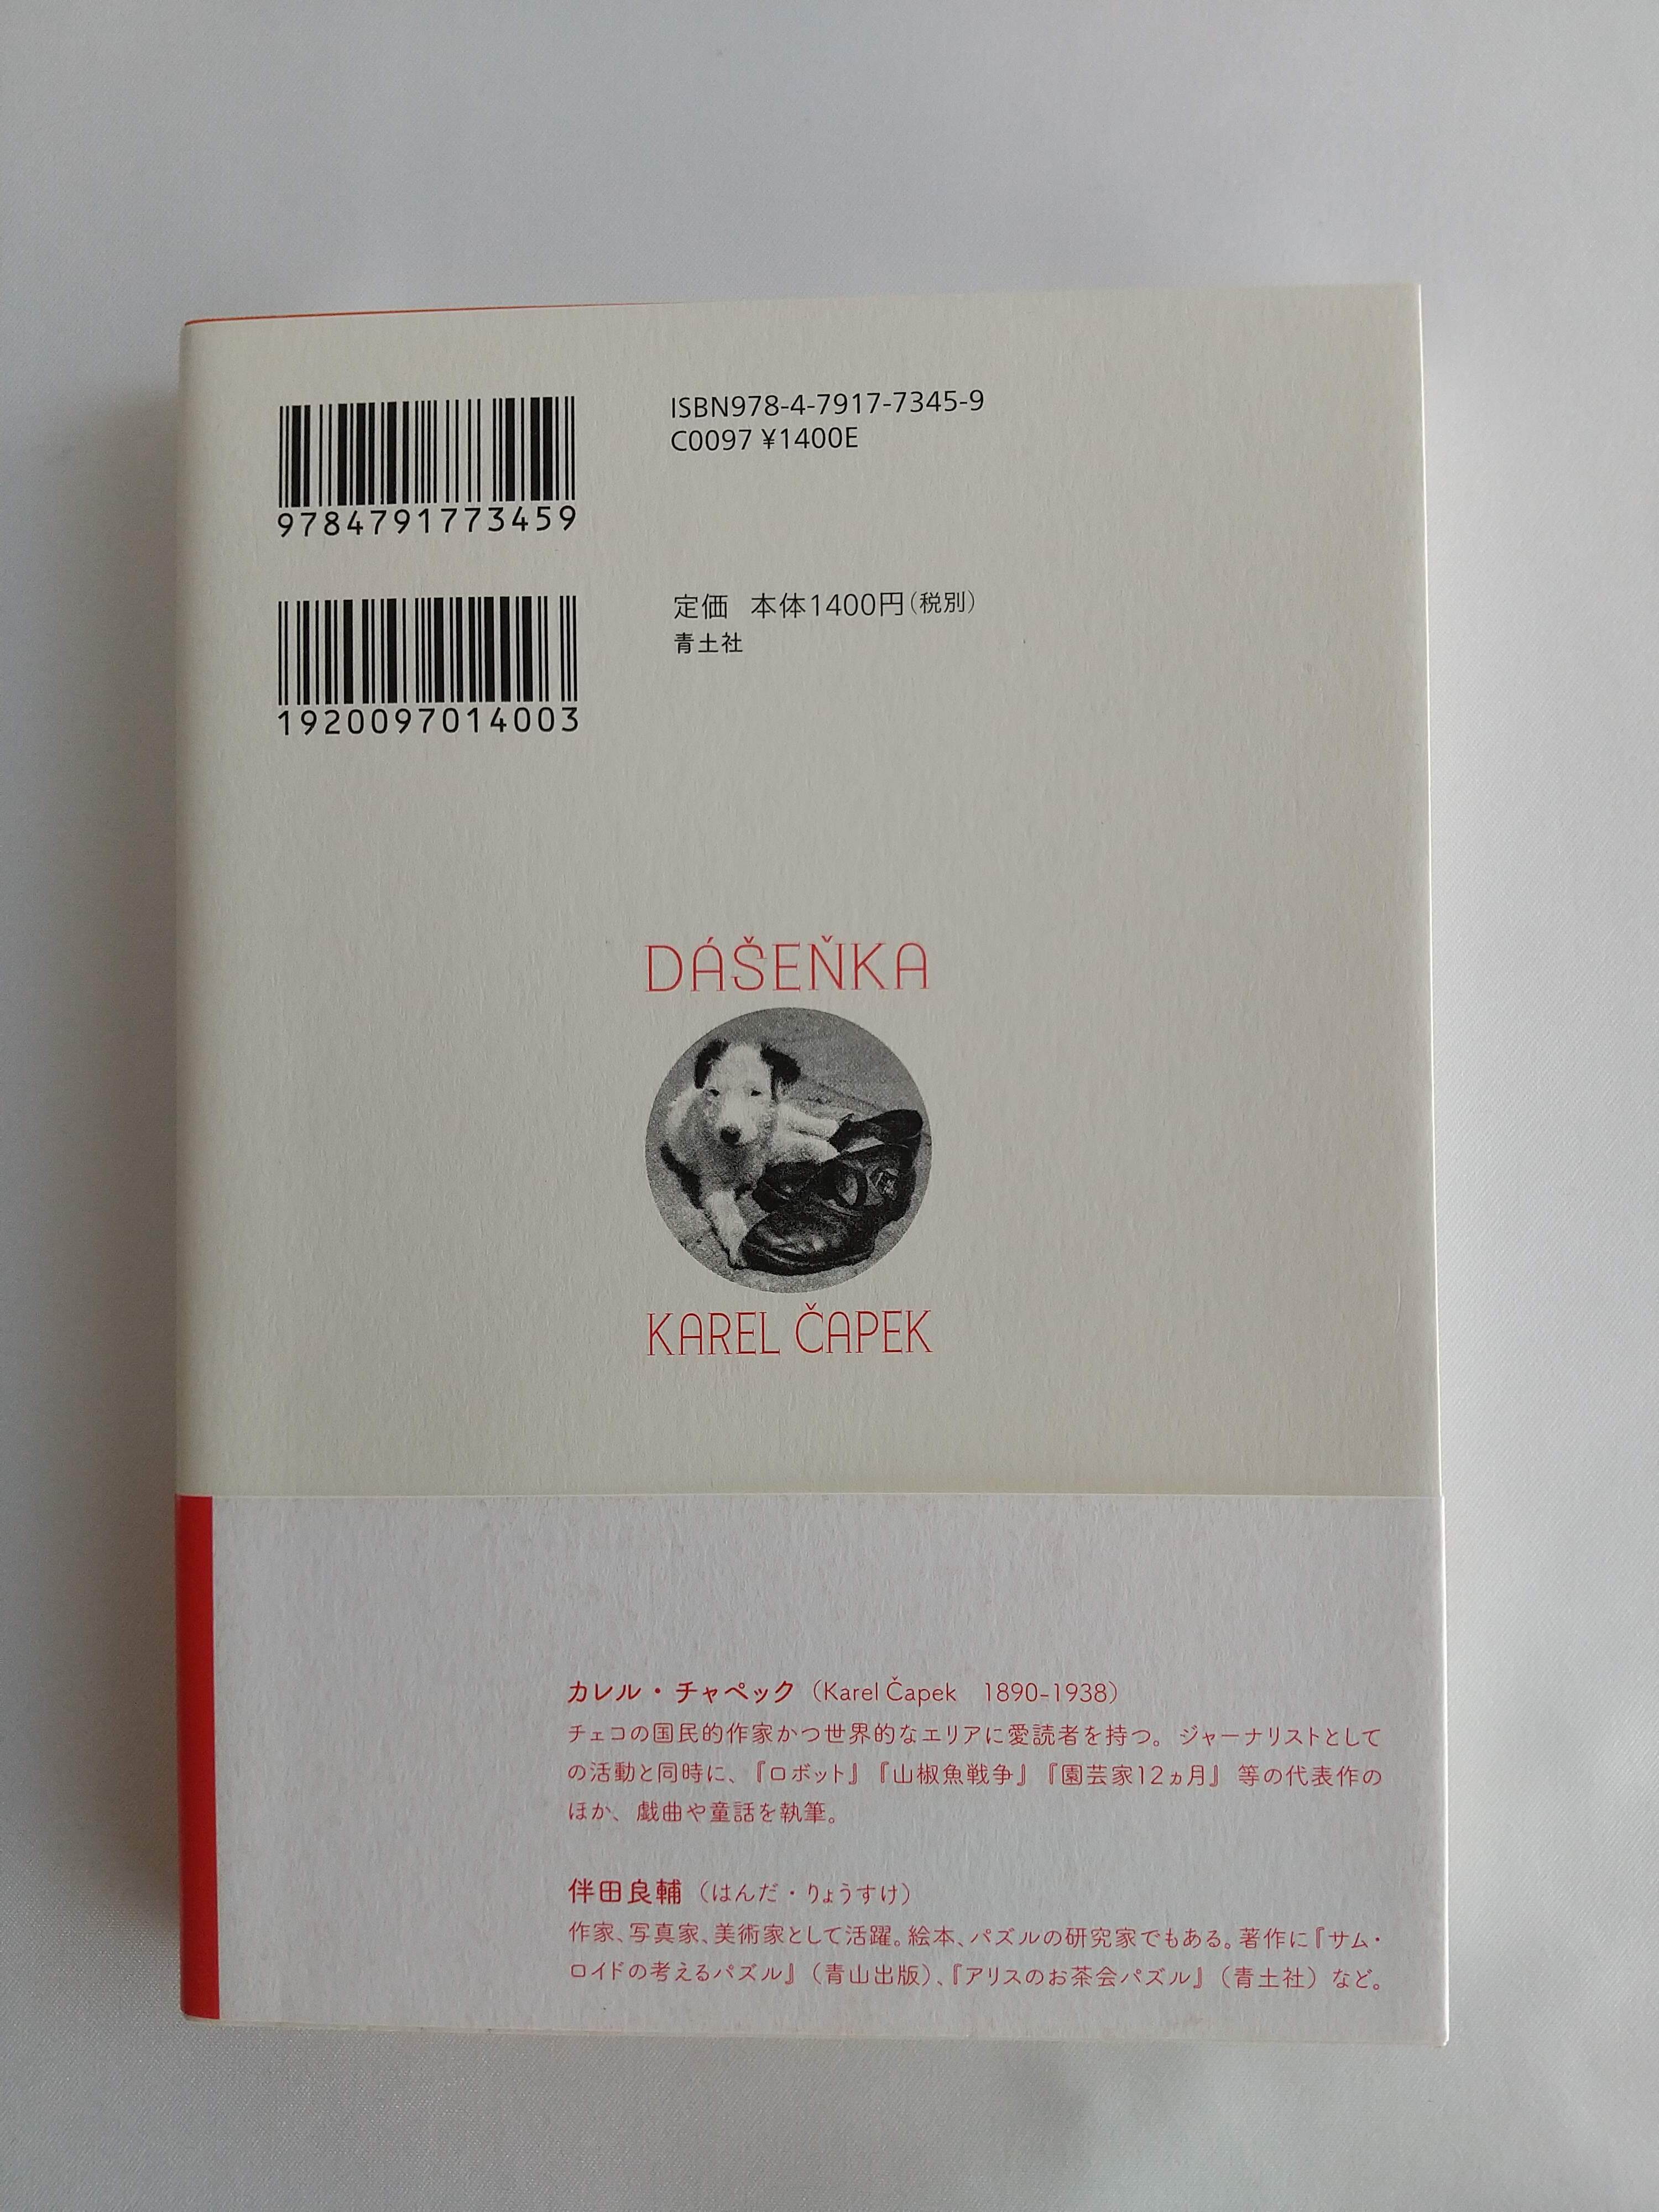 9784791773459
ISBN978-4-7917-7345-9
C0097 ¥1400E
1920097014003
定価 本体1400円(税別)
青土社
DÁŠEŇKA
KAREL ČAPEK
カレル・チャペック（Karel Čapek 1890-1938）
チェコの国民的作家かつ世界的なエリアに愛読者を持つ。ジャーナリストとして
の活動と同時に、『ロボット』『山椒魚戦争』『園芸家12ヵ月』等の代表作の
ほか、戯曲や童話を執筆。
伴田良輔（はんだ・りょうすけ）
作家、写真家、美術家として活躍。絵本、パズルの研究家でもある。著作に『サム・
ロイドの考えるパズル』（青山出版）、『アリスのお茶会パズル』（青土社）など。